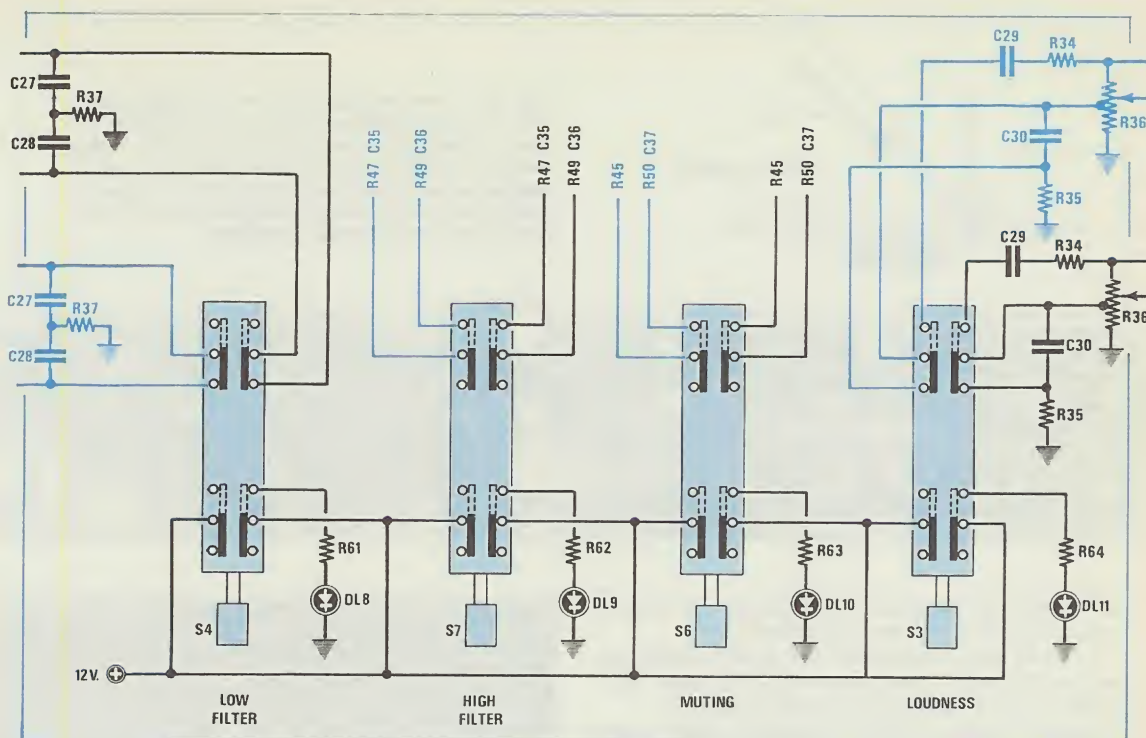 C29
R34
C27
R37
R36
C28
C30
R47 C35
R49 C36
R47 C35
R49 C36
R45
R50 C37
R45
R50 C37
R35
C29
R34
C27
R37
R36
C28
C30
R35
R61
R62
R63
R64
DL8
DL9
DL10
DL11
S4
S7
S6
S3
12V.
LOW
FILTER
HIGH
FILTER
MUTING
LOUDNESS